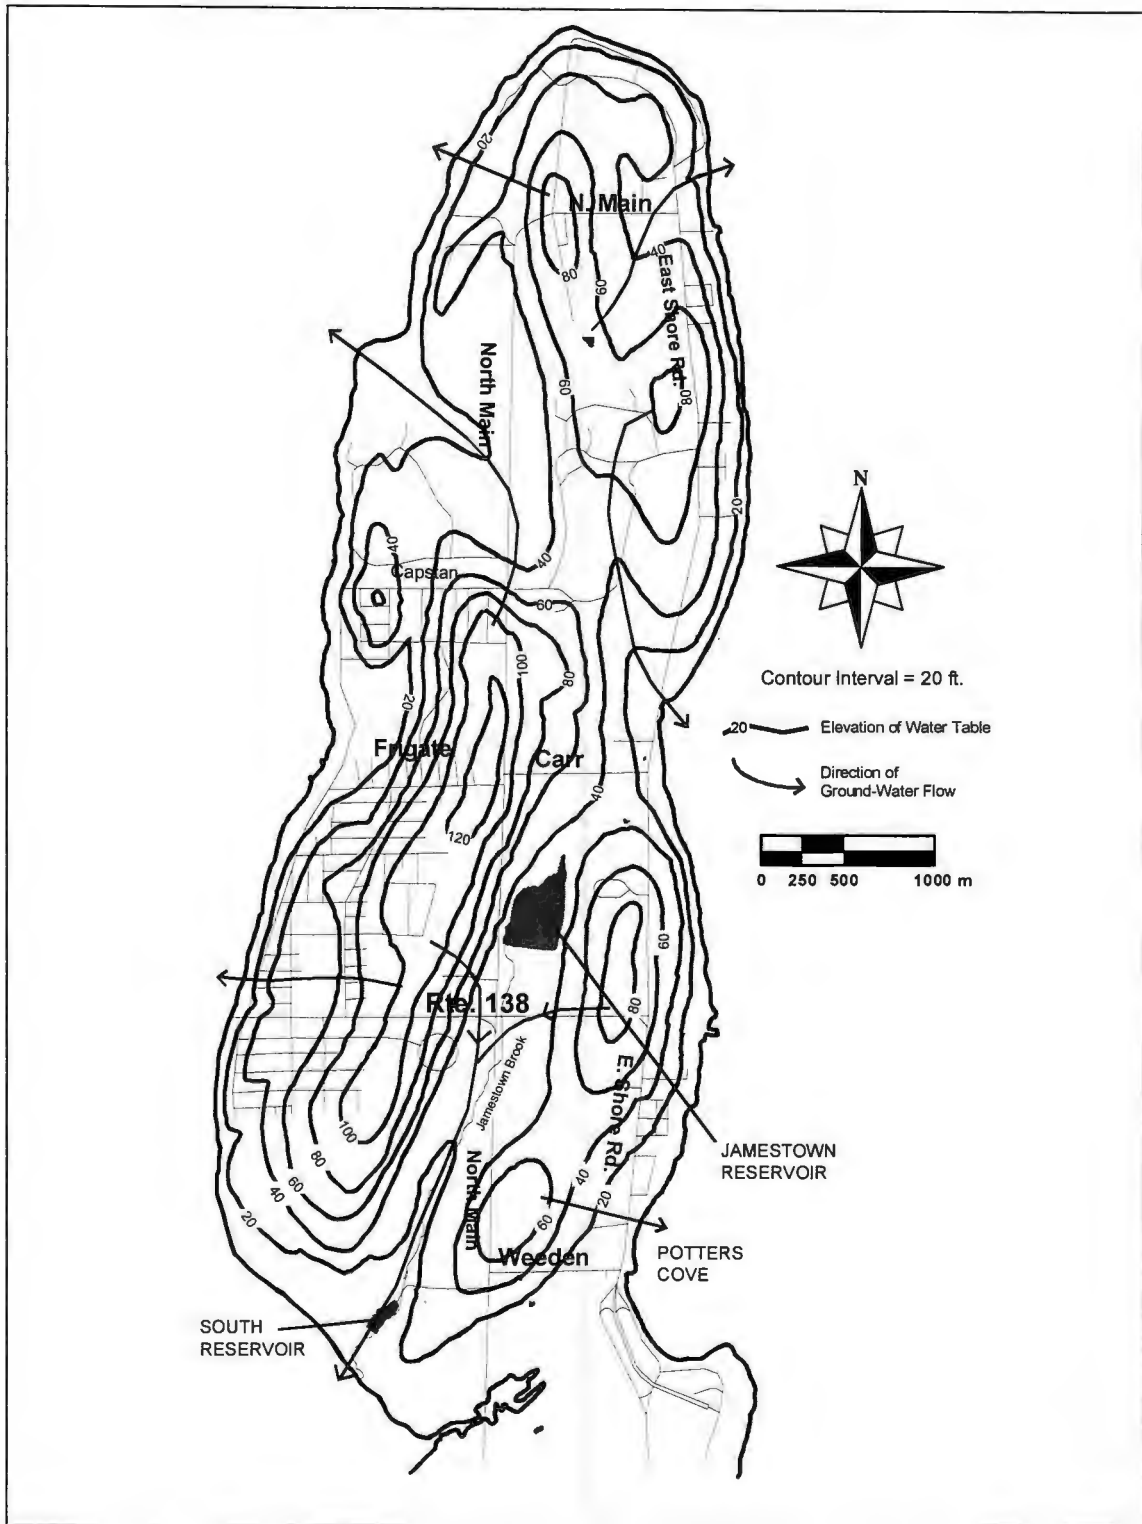 20
N. Main
40
80
60
East Shore Rd.
North Main
60
80
20
N
40
Capstan
40
60
100
80
20
Contour Interval = 20 ft.
20 Elevation of Water Table
Direction of
Ground-Water Flow
Frigate
Carr
40
120
0 250 500 1000 m
60
80
Rte. 138
Jamestown Brook
E. Shore Rd.
100
80
60
40
20
North Main
40
20
60
Weeden
JAMESTOWN
RESERVOIR
POTTERS
COVE
SOUTH
RESERVOIR